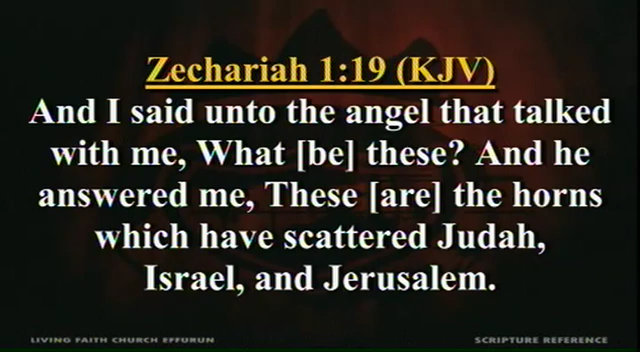 Zechariah 1:19 (KJV)
And I said unto the angel that talked
with me, What [be] these? And he
answered me, These [are] the horns
which have scattered Judah,
Israel, and Jerusalem.
LIVING FAITH CHURCH EFFURUN
SCRIPTURE REFERENCE